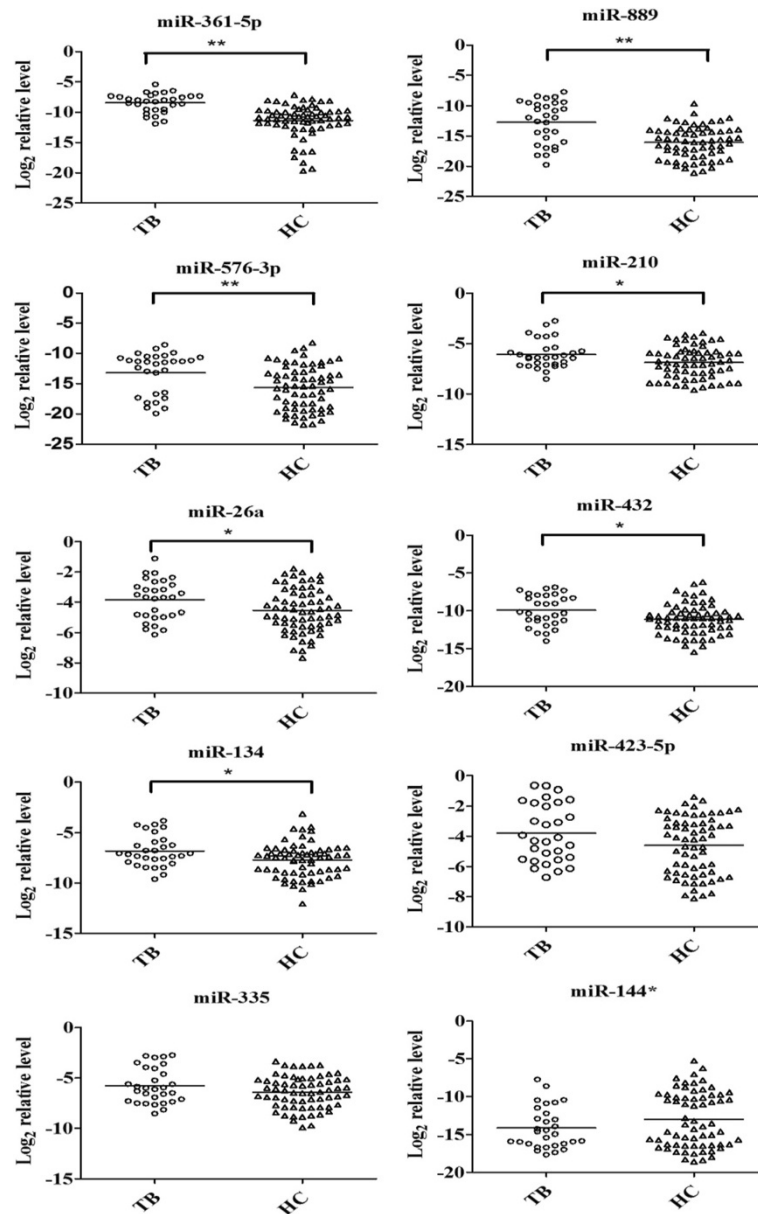 miR-361-5p
**
Log2 relative level
0
-5
-10
-15
-20
-25
TB
HC
miR-889
**
Log2 relative level
0
-5
-10
-15
-20
-25
TB
HC
miR-576-3p
**
Log2 relative level
0
-5
-10
-15
-20
-25
TB
HC
miR-210
*
Log2 relative level
0
-5
-10
-15
TB
HC
miR-26a
*
Log2 relative level
0
-2
-4
-6
-8
-10
TB
HC
miR-432
*
Log2 relative level
0
-5
-10
-15
-20
TB
HC
miR-134
*
Log2 relative level
0
-5
-10
-15
TB
HC
miR-423-5p
Log2 relative level
0
-2
-4
-6
-8
-10
TB
HC
miR-335
Log2 relative level
0
-5
-10
-15
TB
HC
miR-144*
Log2 relative level
0
-5
-10
-15
-20
TB
HC